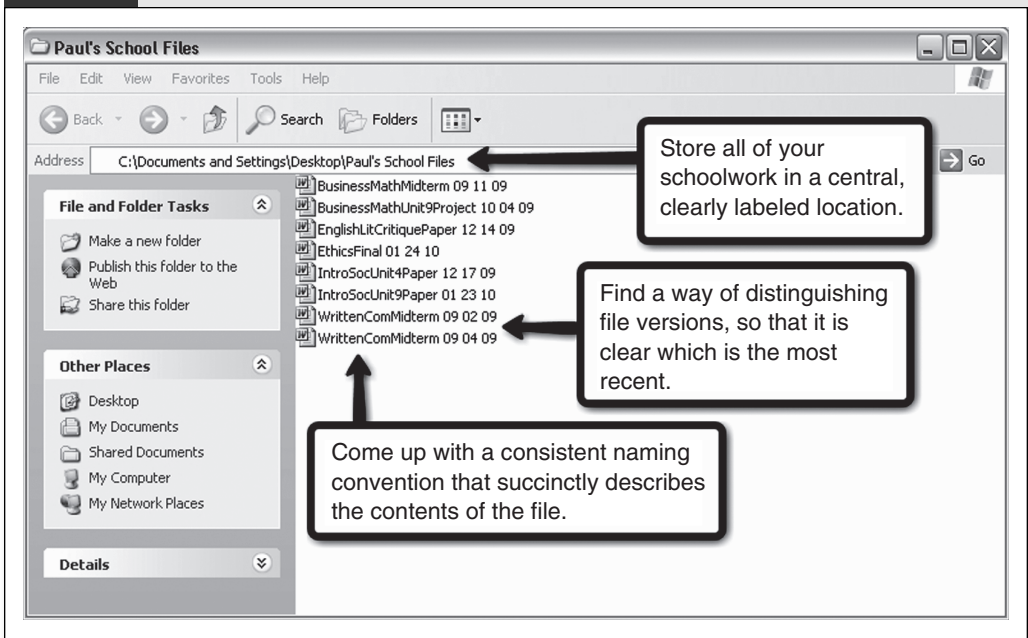 Paul's School Files
File Edit View Favorites Tools Help
Back Search Folders
Address C:\Documents and Settings\Desktop\Paul's School Files Go
Store all of your
schoolwork in a central,
clearly labeled location.
File and Folder Tasks
Make a new folder
Publish this folder to the
Web
Share this folder
Other Places
Desktop
My Documents
Shared Documents
My Computer
My Network Places
Details
BusinessMathMidterm 09 11 09
BusinessMathUnit9Project 10 04 09
EnglishLitCritiquePaper 12 14 09
EthicsFinal 01 24 10
IntroSocUnit4Paper 12 17 09
IntroSocUnit9Paper 01 23 10
WrittenComMidterm 09 02 09
WrittenComMidterm 09 04 09
Find a way of distinguishing
file versions, so that it is
clear which is the most
recent.
Come up with a consistent naming
convention that succinctly describes
the contents of the file.